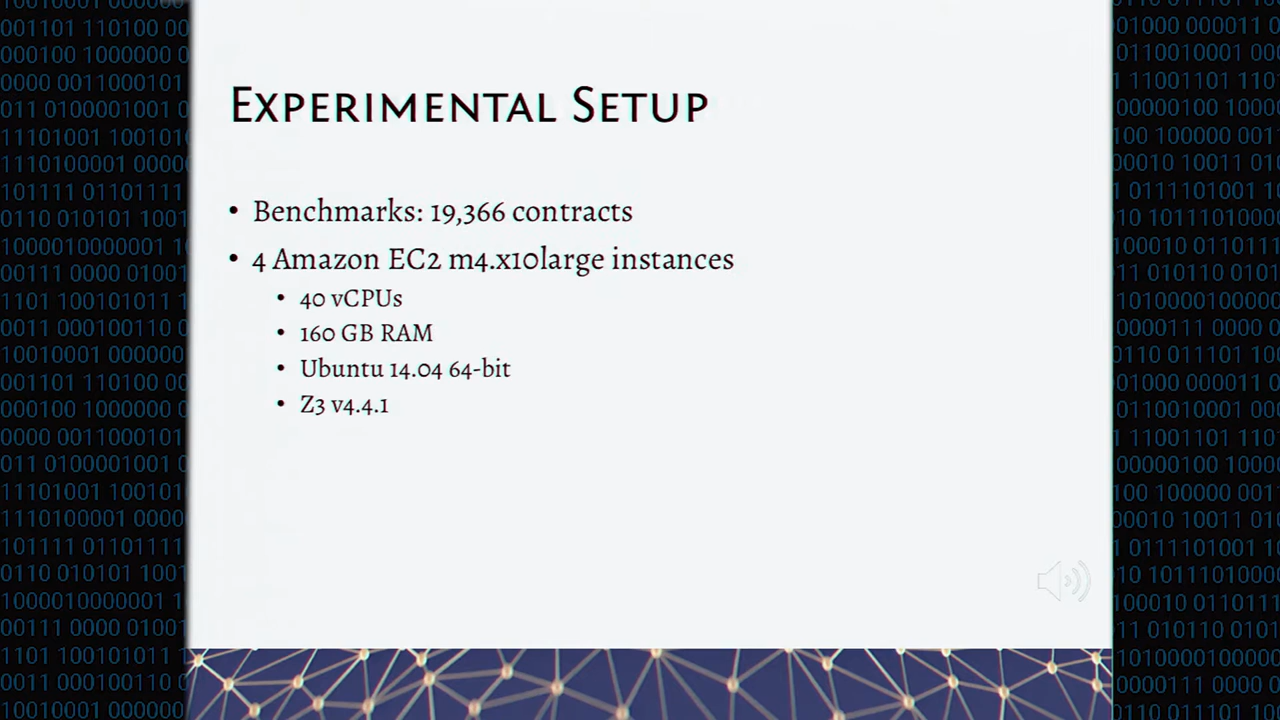 Experimental Setup
• Benchmarks: 19,366 contracts
• 4 Amazon EC2 m4.x10large instances
• 40 vCPUs
• 160 GB RAM
• Ubuntu 14.04 64-bit
• Z3 v4.4.1